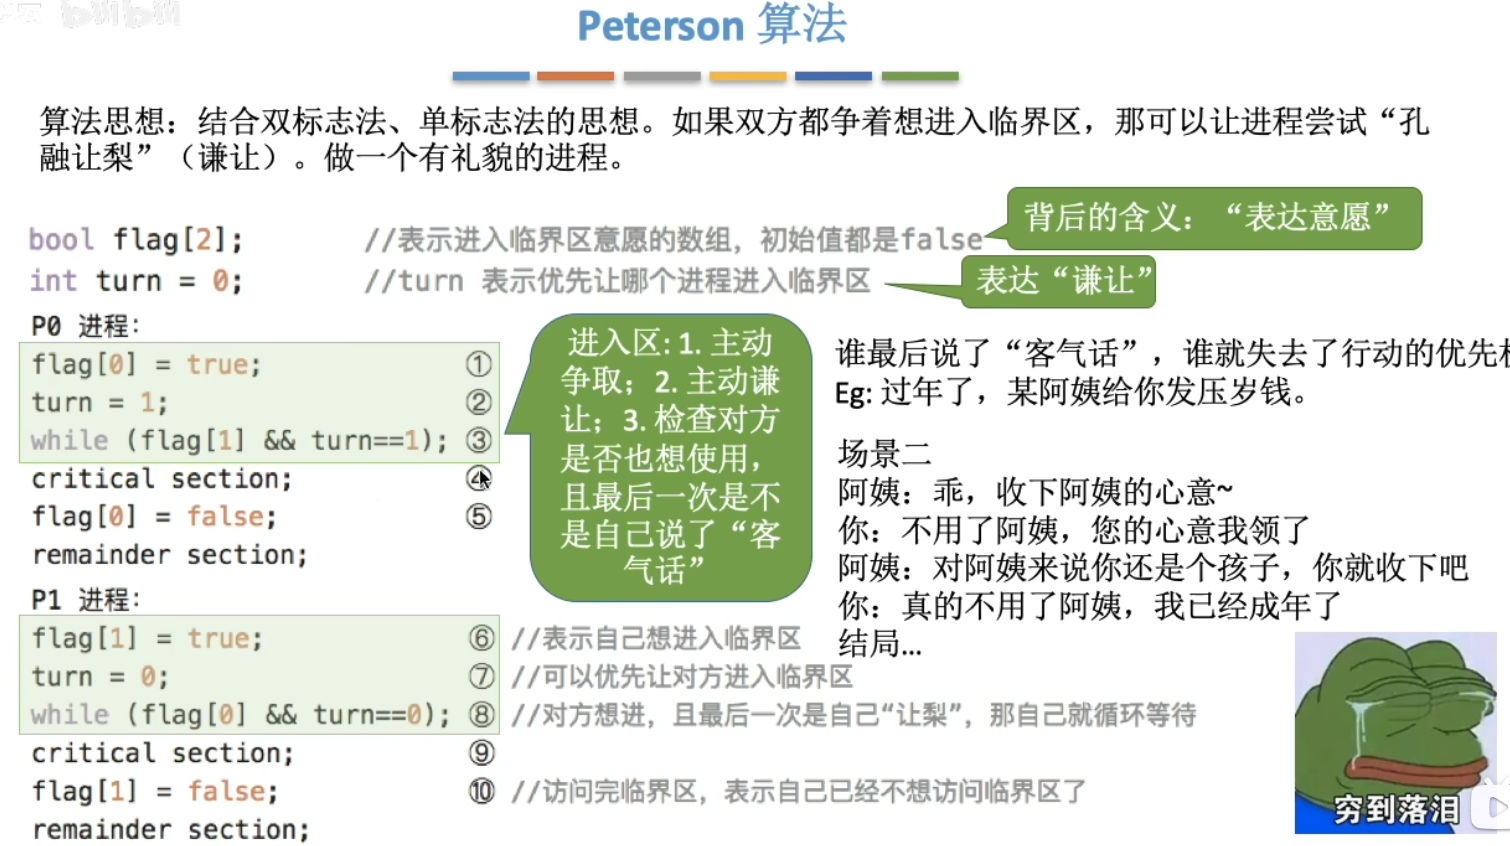 Peterson 算法
算法思想：结合双标志法、单标志法的思想。如果双方都争着想进入临界区，那可以让进程尝试“孔
融让梨”（谦让）。做一个有礼貌的进程。
bool flag[2]; //表示进入临界区意愿的数组，初始值都是false
背后的含义：“表达意愿”
int turn = 0; //turn 表示优先让哪个进程进入临界区
表达“谦让”
P0 进程：
flag[0] = true; ①
turn = 1; ②
while (flag[1] && turn==1); ③
critical section; ④
flag[0] = false; ⑤
remainder section;
进入区: 1. 主动
争取；2. 主动谦
让；3. 检查对方
是否也想使用，
且最后一次是不
是自己说了“客
气话”
谁最后说了“客气话”，谁就失去了行动的优先
Eg: 过年了，某阿姨给你发压岁钱。
场景二
阿姨：乖，收下阿姨的心意~
你：不用了阿姨，您的心意我领了
阿姨：对阿姨来说你还是个孩子，你就收下吧
你：真的不用了阿姨，我已经成年了
结局...
P1 进程：
flag[1] = true; ⑥ //表示自己想进入临界区
turn = 0; ⑦ //可以优先让对方进入临界区
while (flag[0] && turn==0); ⑧ //对方想进，且最后一次是自己“让梨”，那自己就循环等待
critical section; ⑨
flag[1] = false; ⑩ //访问完临界区，表示自己已经不想访问临界区了
remainder section;
穷到落泪